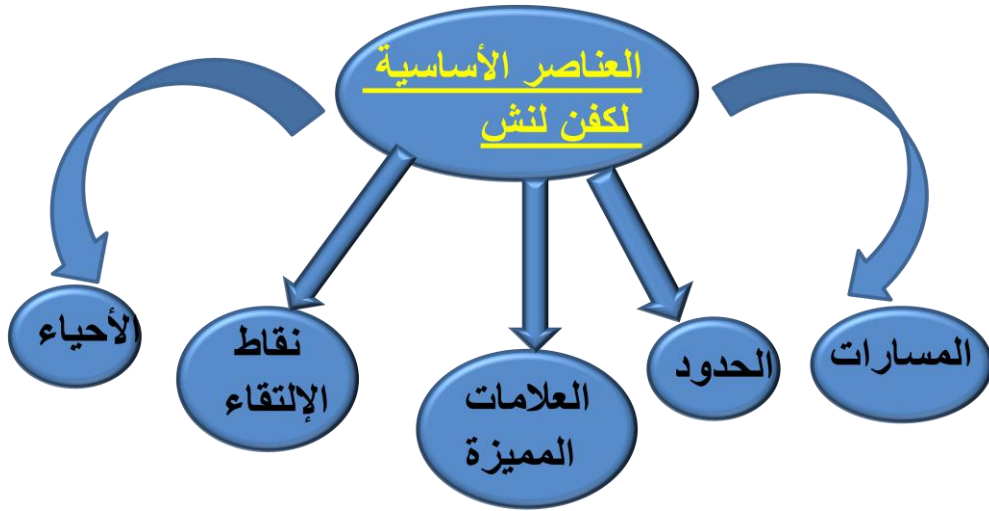 العناصر الأساسية
لكفن لنش
المسارات
الحدود
العلامات
المميزة
نقاط
الإلتقاء
الأحياء